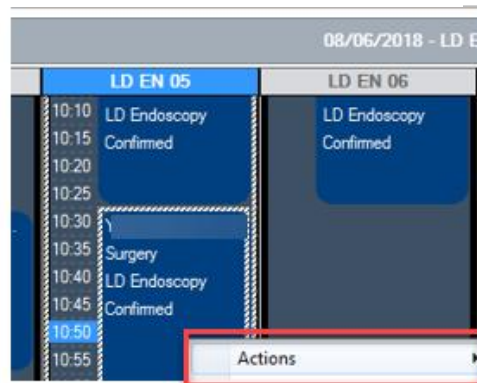 08/06/2018 - LD E
LD EN 05
LD EN 06
10:10
10:15
10:20
10:25
10:30
10:35
10:40
10:45
10:50
10:55
LD Endoscopy
Confirmed
Y
Surgery
LD Endoscopy
Confirmed
LD Endoscopy
Confirmed
Actions